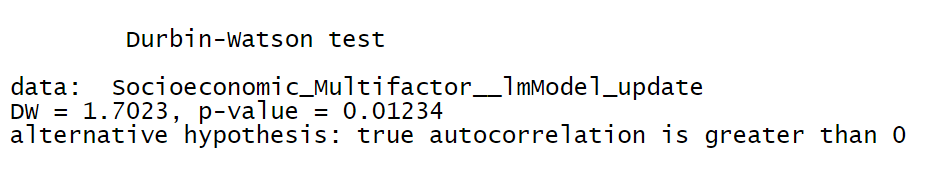 Durbin-Watson test
data:  Socioeconomic_Multifactor__lmModel_update
DW = 1.7023, p-value = 0.01234
alternative hypothesis: true autocorrelation is greater than 0